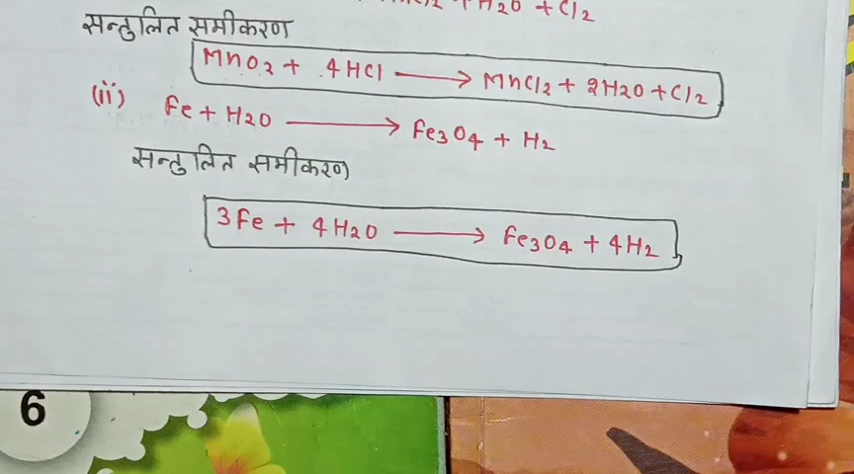 + H2O + Cl2
सन्तुलित समीकरण
MnO2 + 4HCl ⟶ MnCl2 + 2H2O + Cl2
(ii) Fe + H2O ⟶ Fe3O4 + H2
सन्तुलित समीकरण
3Fe + 4H2O ⟶ Fe3O4 + 4H2
6